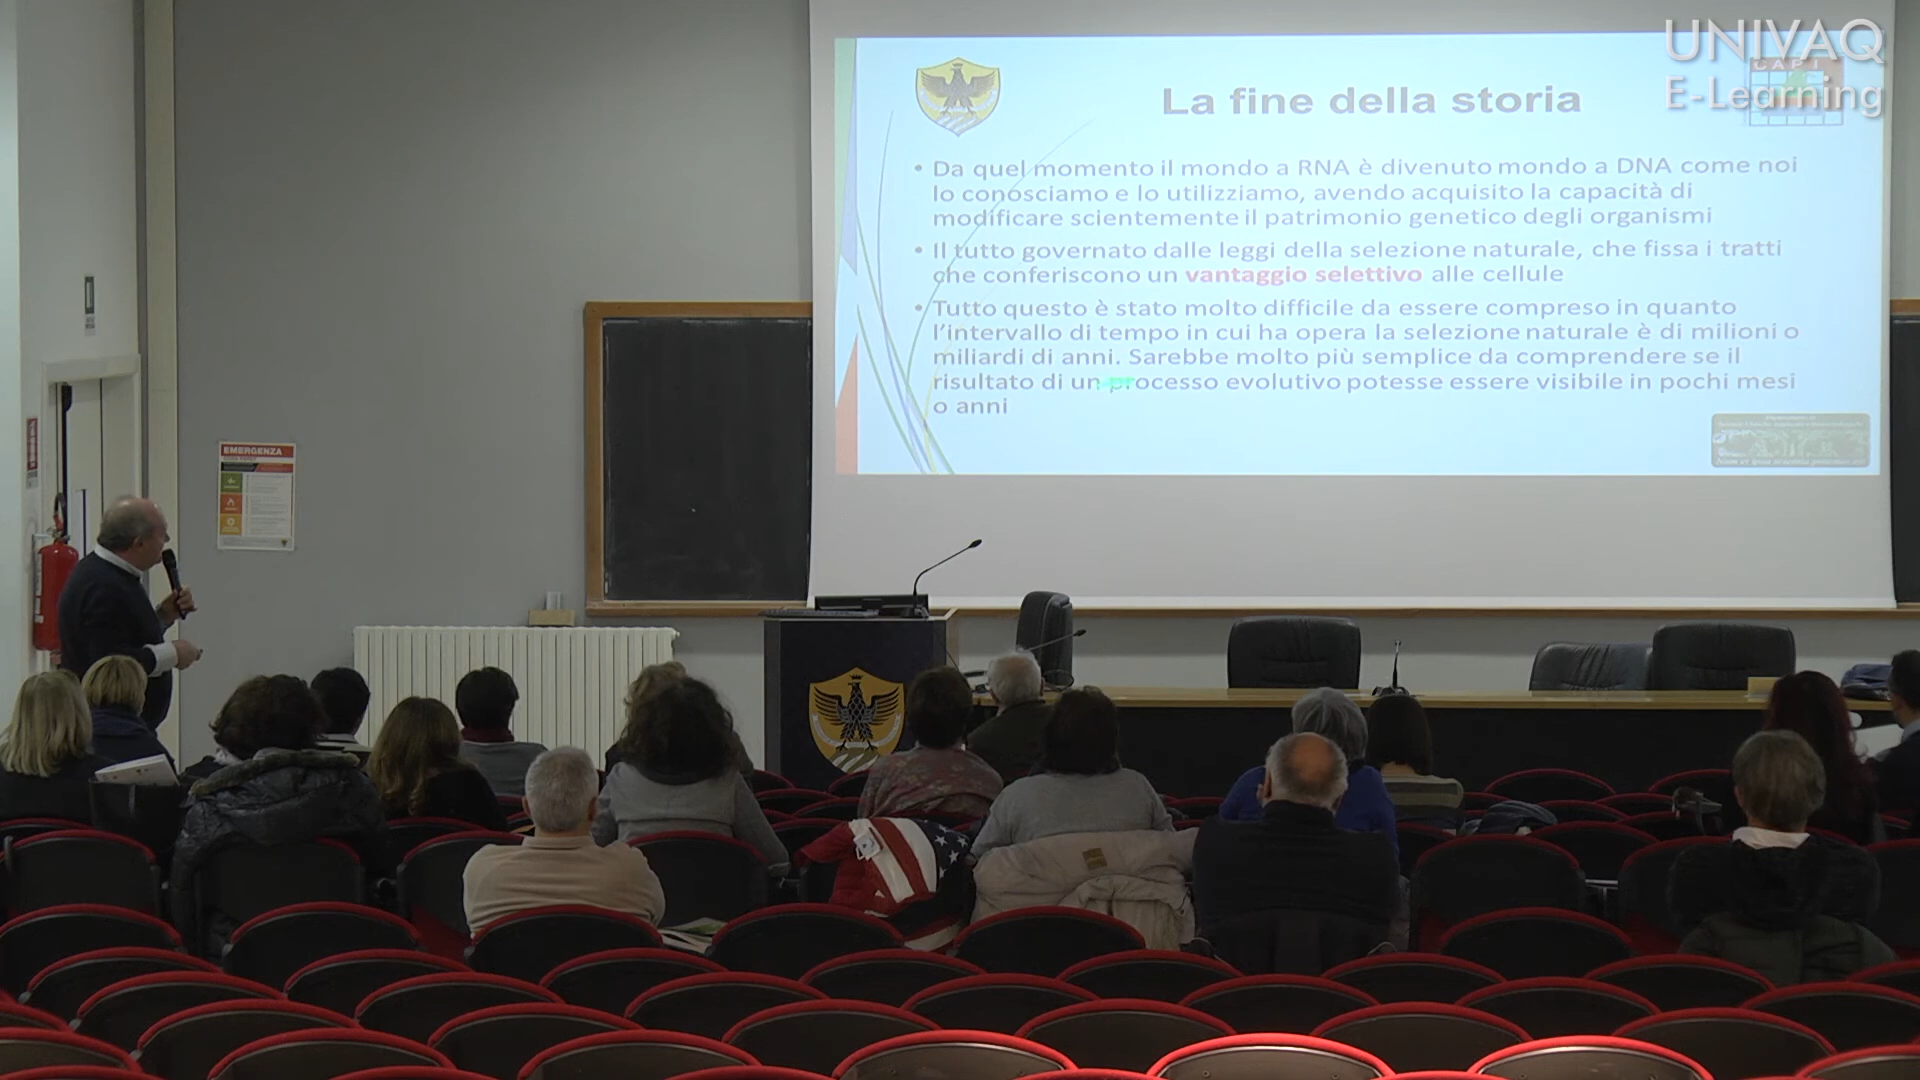 UNIVAQ
E-Learning
CAPI
La fine della storia
• Da quel momento il mondo a RNA è divenuto mondo a DNA come noi
lo conosciamo e lo utilizziamo, avendo acquisito la capacità di
modificare scientemente il patrimonio genetico degli organismi
• Il tutto governato dalle leggi della selezione naturale, che fissa i tratti
che conferiscono un vantaggio selettivo alle cellule
• Tutto questo è stato molto difficile da essere compreso in quanto
l'intervallo di tempo in cui ha opera la selezione naturale è di milioni o
miliardi di anni. Sarebbe molto più semplice da comprendere se il
risultato di un processo evolutivo potesse essere visibile in pochi mesi
o anni
EMERGENZA